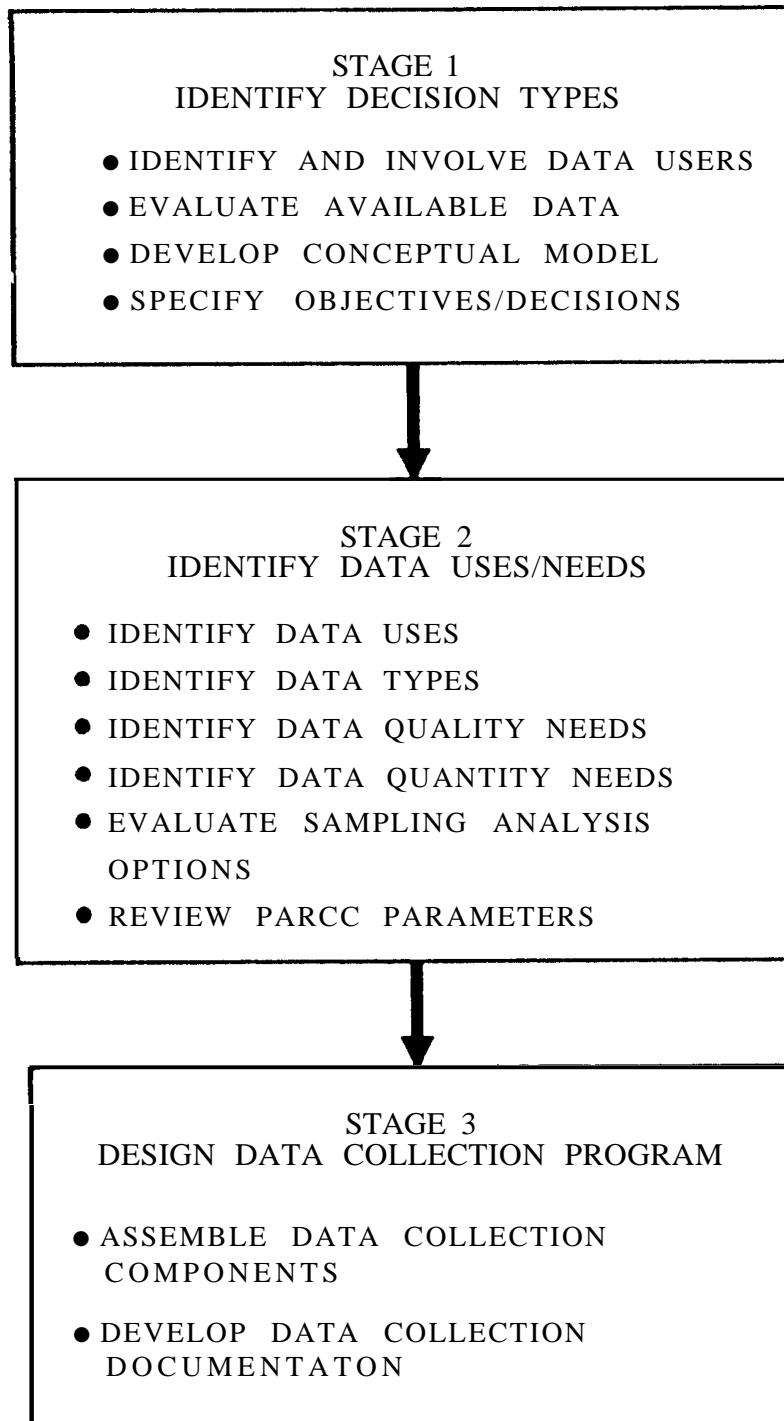 STAGE 1
IDENTIFY DECISION TYPES
● IDENTIFY AND INVOLVE DATA USERS
● EVALUATE AVAILABLE DATA
● DEVELOP CONCEPTUAL MODEL
● SPECIFY OBJECTIVES/DECISIONS
STAGE 2
IDENTIFY DATA USES/NEEDS
● IDENTIFY DATA USES
● IDENTIFY DATA TYPES
● IDENTIFY DATA QUALITY NEEDS
● IDENTIFY DATA QUANTITY NEEDS
● EVALUATE SAMPLING ANALYSIS
OPTIONS
● REVIEW PARCC PARAMETERS
STAGE 3
DESIGN DATA COLLECTION PROGRAM
● ASSEMBLE DATA COLLECTION
COMPONENTS
● DEVELOP DATA COLLECTION
DOCUMENTATON